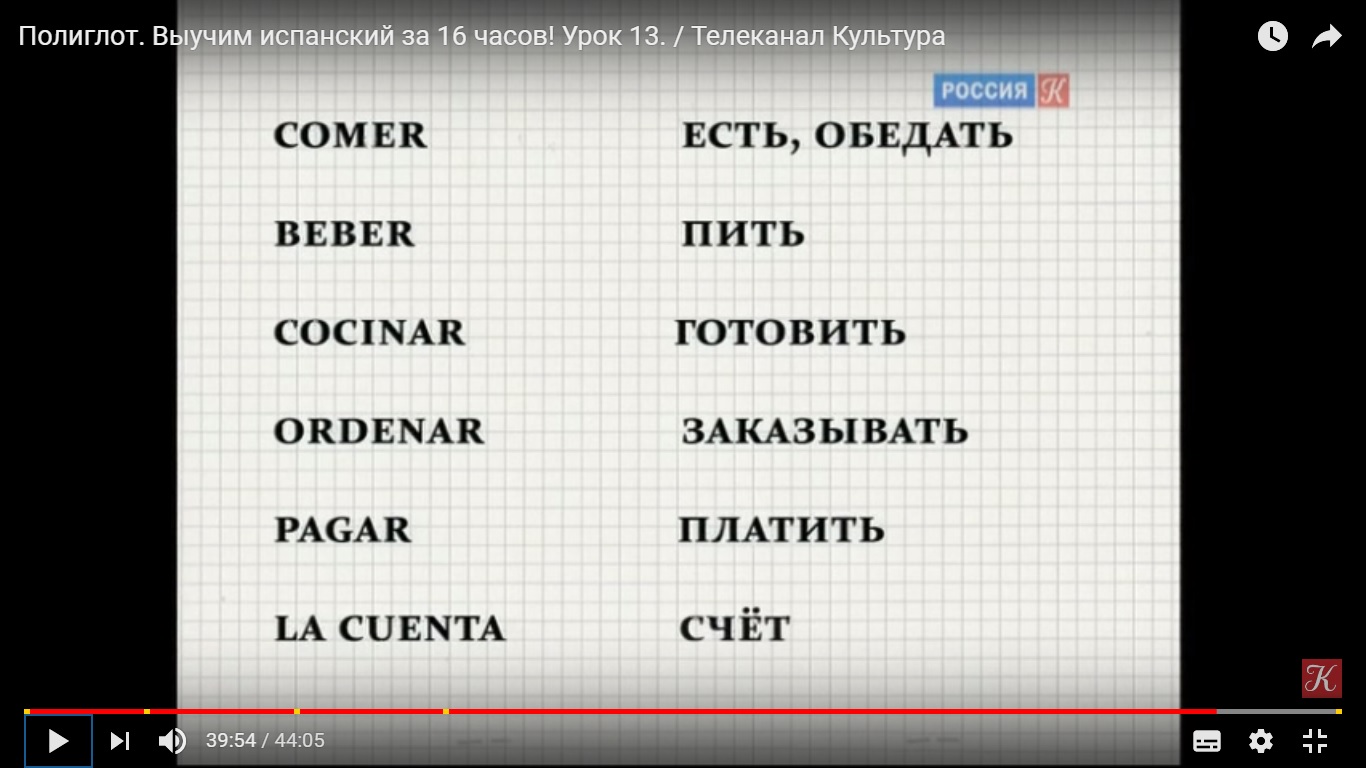 Полиглот. Выучим испанский за 16 часов! Урок 13. / Телеканал Культура
РОССИЯ К
COMER ЕСТЬ, ОБЕДАТЬ
BEBER ПИТЬ
COCINAR ГОТОВИТЬ
ORDENAR ЗАКАЗЫВАТЬ
PAGAR ПЛАТИТЬ
LA CUENTA СЧЁТ
К
39:54 / 44:05